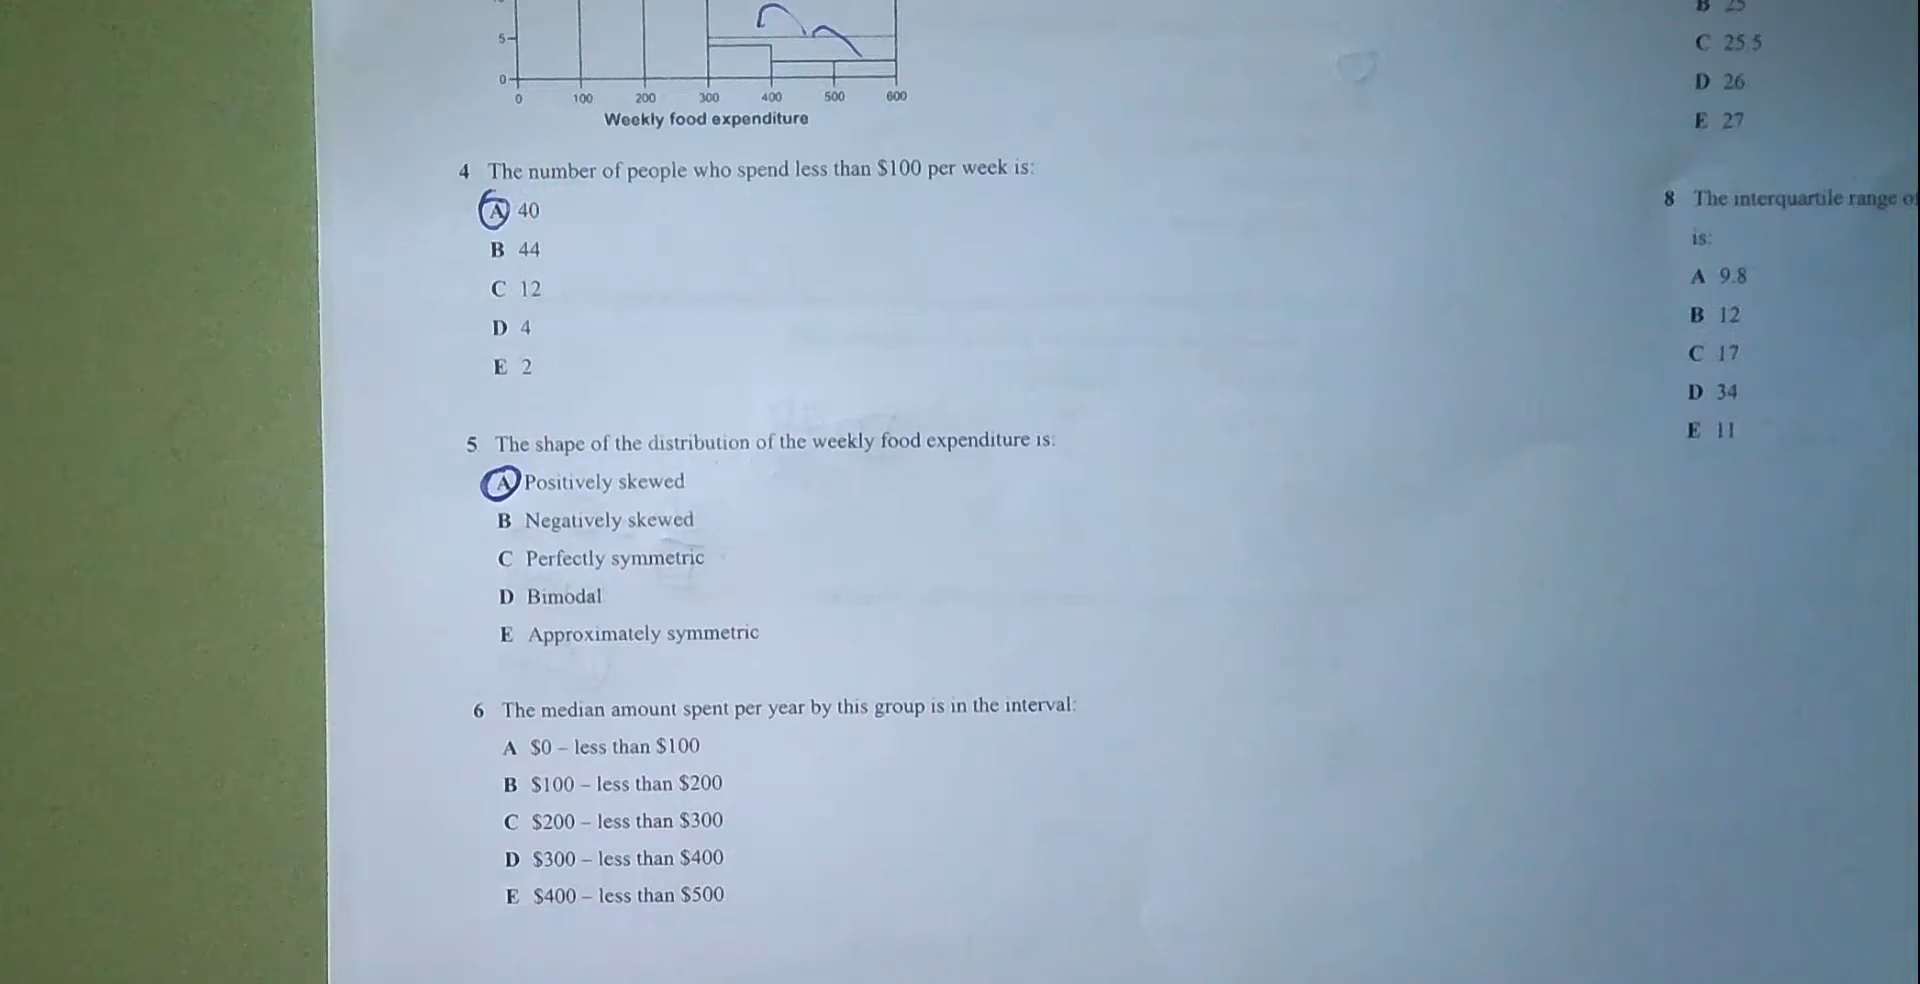 5
0
0 100 200 300 400 500 600
Weekly food expenditure
4 The number of people who spend less than $100 per week is:
A 40
B 44
C 12
D 4
E 2
5 The shape of the distribution of the weekly food expenditure is:
A Positively skewed
B Negatively skewed
C Perfectly symmetric
D Bimodal
E Approximately symmetric
6 The median amount spent per year by this group is in the interval:
A $0 – less than $100
B $100 – less than $200
C $200 – less than $300
D $300 – less than $400
E $400 – less than $500
B 25
C 25.5
D 26
E 27
8 The interquartile range of
is:
A 9.8
B 12
C 17
D 34
E 11